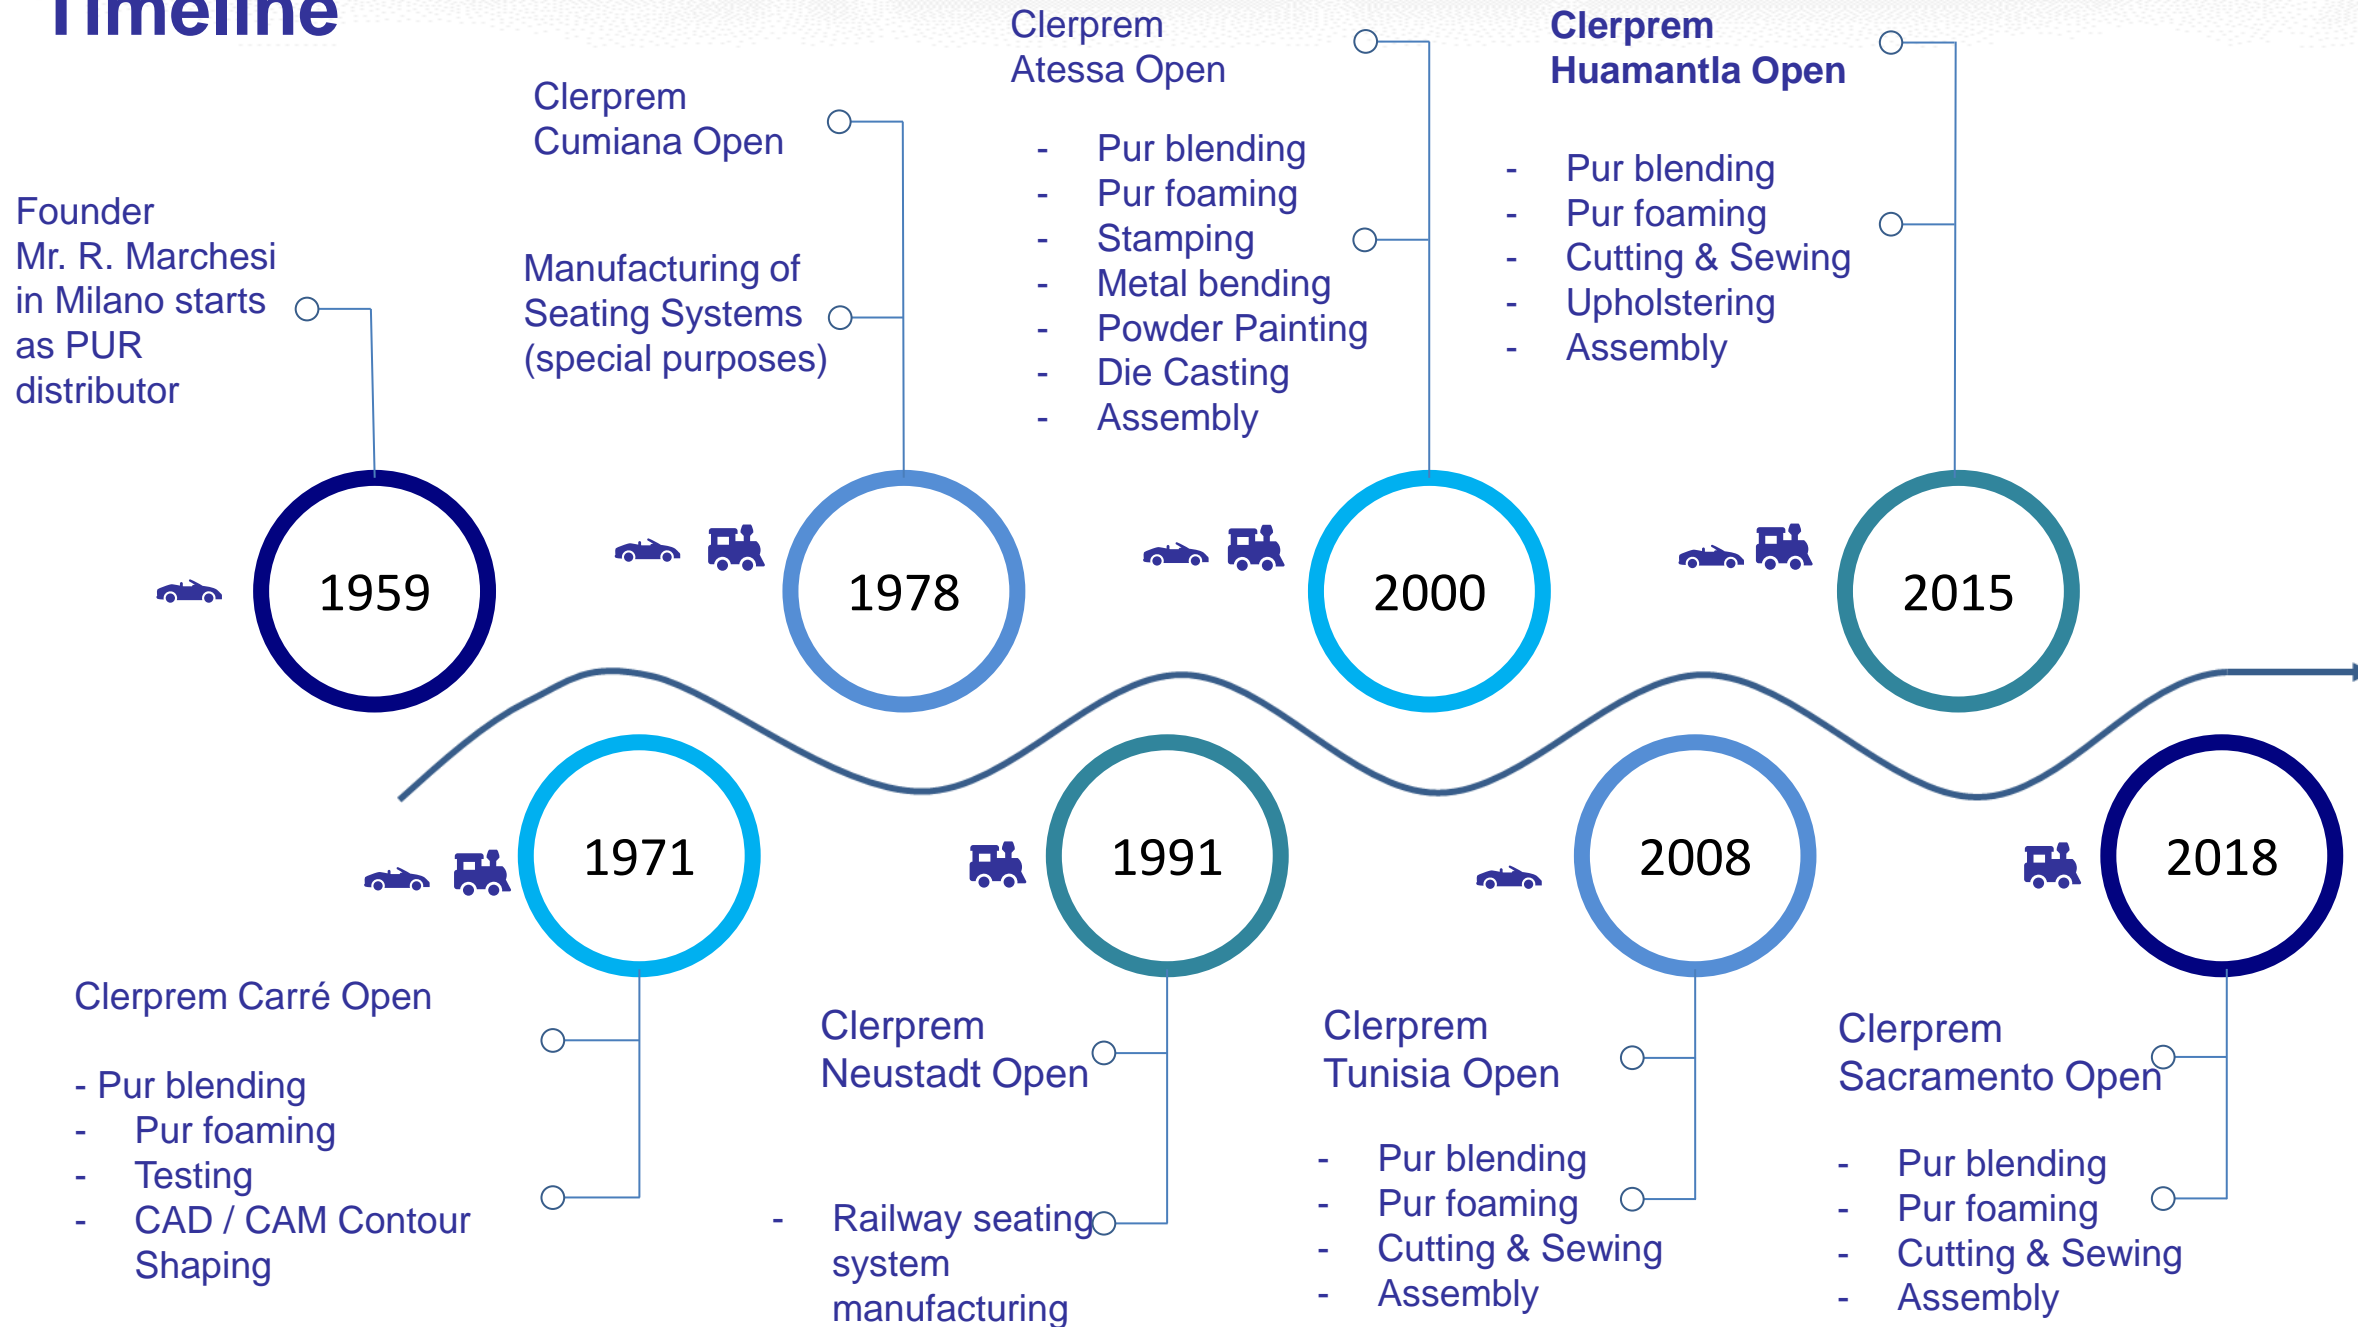 Timeline
Founder
Mr. R. Marchesi
in Milano starts
as PUR
distributor
1959
Clerprem Carré Open
- Pur blending
- Pur foaming
- Testing
- CAD / CAM Contour
Shaping
1971
Clerprem
Cumiana Open
Manufacturing of
Seating Systems
(special purposes)
1978
Clerprem
Neustadt Open
- Railway seating
system
manufacturing
1991
Clerprem
Atessa Open
- Pur blending
- Pur foaming
- Stamping
- Metal bending
- Powder Painting
- Die Casting
- Assembly
2000
Clerprem
Tunisia Open
- Pur blending
- Pur foaming
- Cutting & Sewing
- Assembly
2008
Clerprem
Huamantla Open
- Pur blending
- Pur foaming
- Cutting & Sewing
- Upholstering
- Assembly
2015
Clerprem
Sacramento Open
- Pur blending
- Pur foaming
- Cutting & Sewing
- Assembly
2018